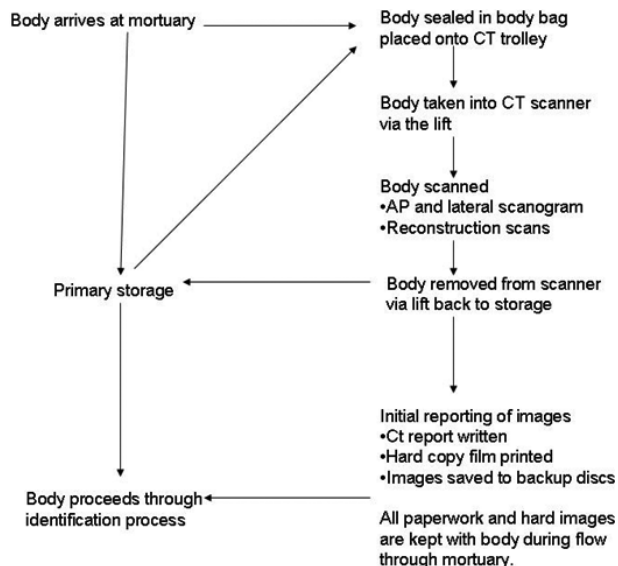 Body arrives at mortuary
Body sealed in body bag
placed onto CT trolley
Body taken into CT scanner
via the lift
Body scanned
•AP and lateral scanogram
•Reconstruction scans
Primary storage
Body removed from scanner
via lift back to storage
Initial reporting of images
•Ct report written
•Hard copy film printed
•Images saved to backup discs
Body proceeds through
identification process
All paperwork and hard images
are kept with body during flow
through mortuary.